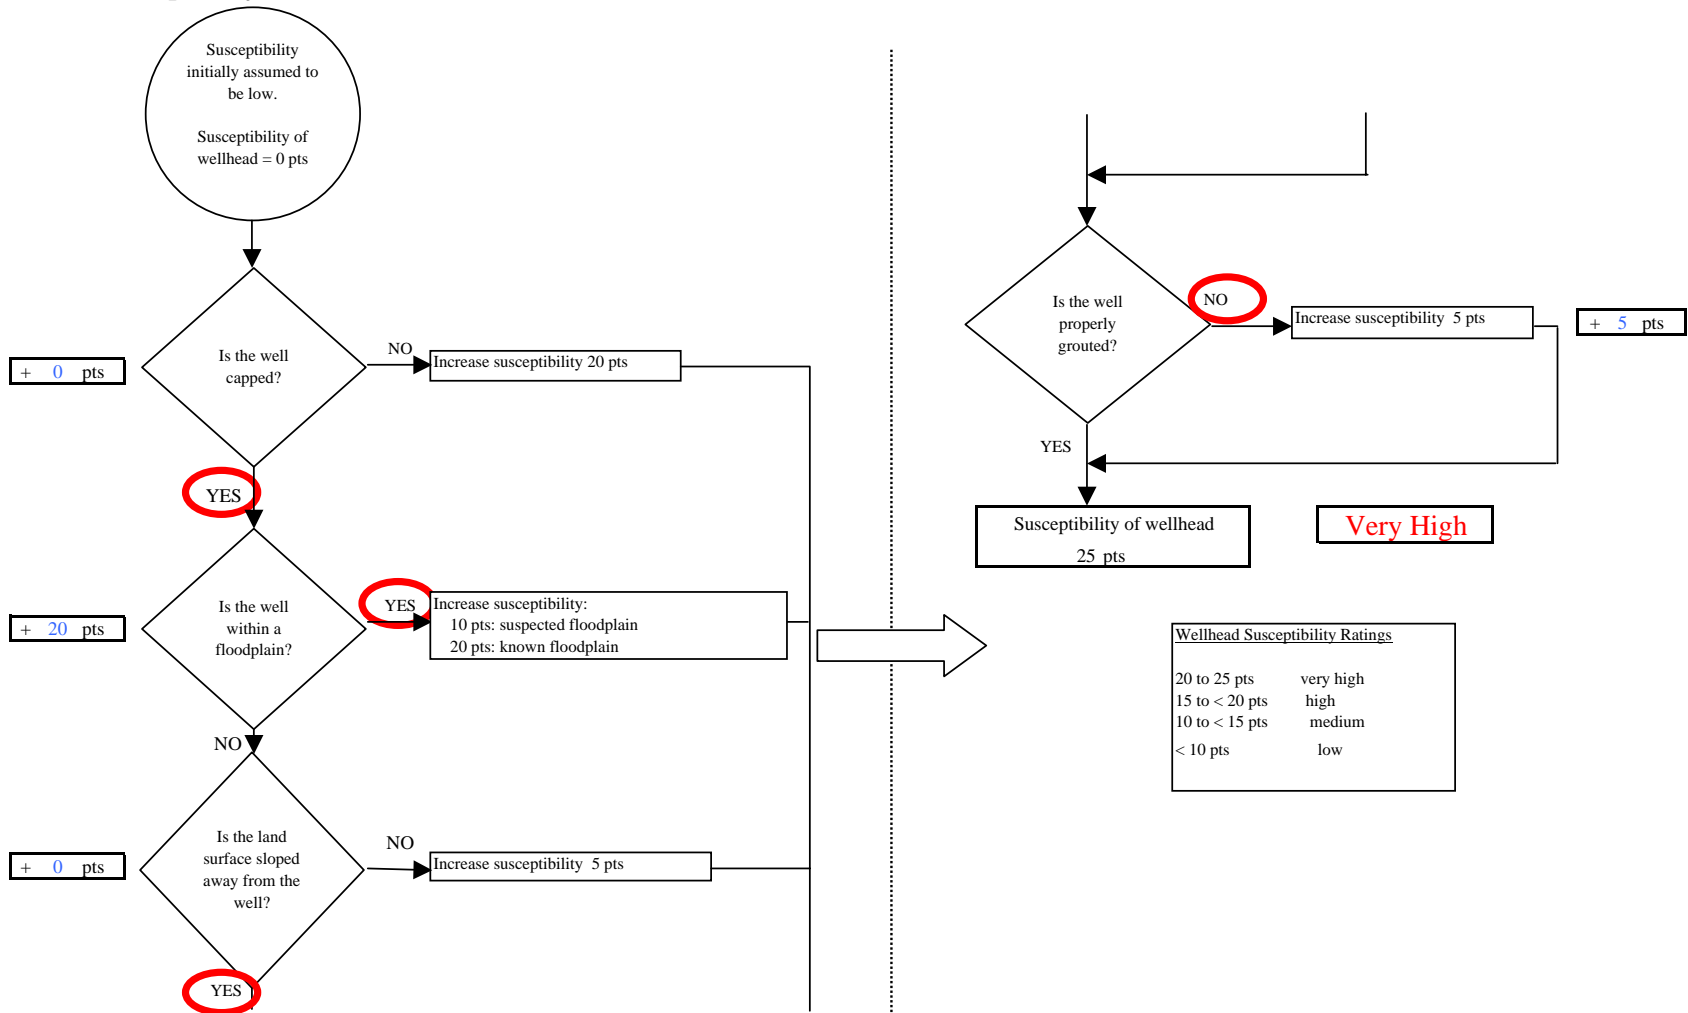 Susceptibility
initially assumed to
be low.
Susceptibility of
wellhead = 0 pts
Is the well
capped?
NO
Increase susceptibility 20 pts
+ 0 pts
YES
Is the well
within a
floodplain?
YES
Increase susceptibility:
10 pts: suspected floodplain
20 pts: known floodplain
+ 20 pts
NO
Is the land
surface sloped
away from the
well?
NO
Increase susceptibility 5 pts
+ 0 pts
YES
Is the well
properly
grouted?
NO
Increase susceptibility 5 pts
+ 5 pts
YES
Susceptibility of wellhead
25 pts
Very High
Wellhead Susceptibility Ratings
20 to 25 pts very high
15 to < 20 pts high
10 to < 15 pts medium
< 10 pts low